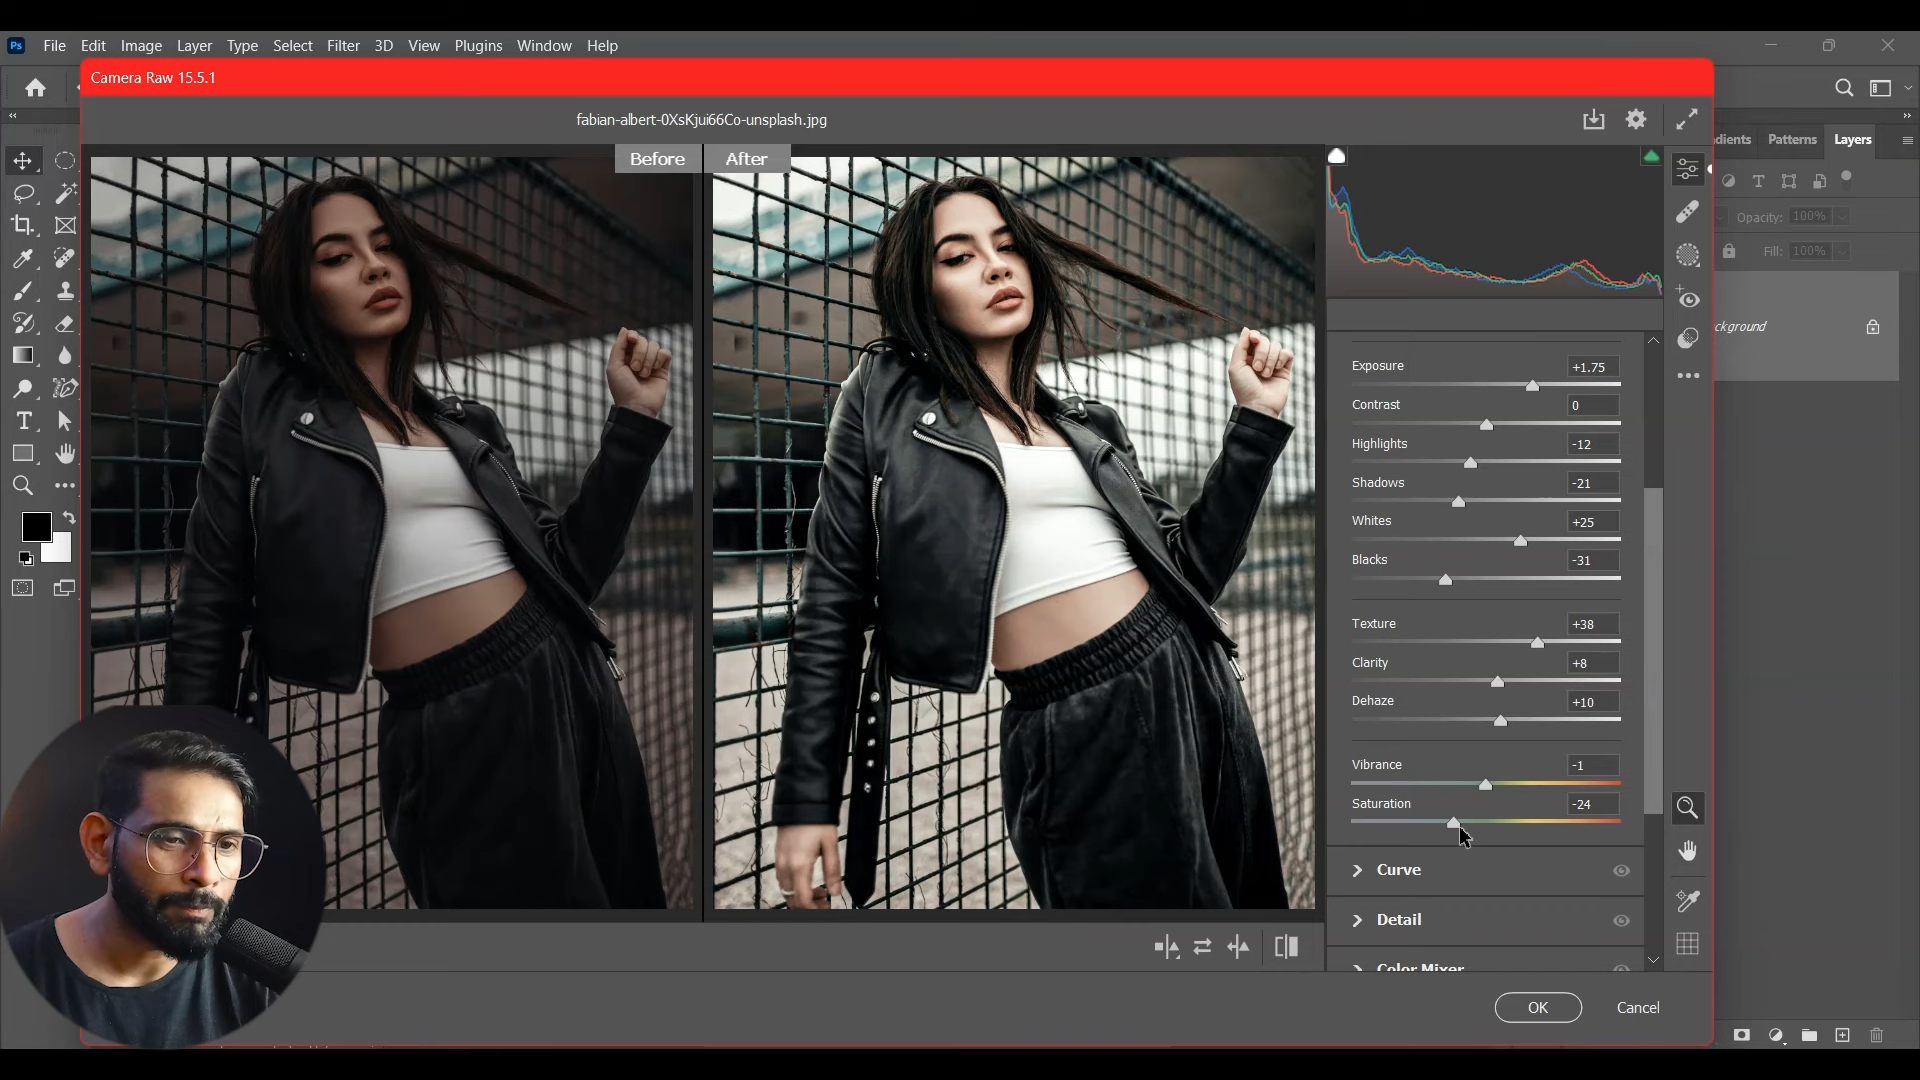 Ps File Edit Image Layer Type Select Filter 3D View Plugins Window Help
Camera Raw 15.5.1
fabian-albert-0XsKjui66Co-unsplash.jpg
Before After
Patterns Layers
Opacity: 100%
Fill: 100%
Exposure +1.75
Contrast 0
Highlights -12
Shadows -21
Whites +25
Blacks -31
Texture +38
Clarity +8
Dehaze +10
Vibrance -1
Saturation -24
Curve
Detail
Color Mixer
OK Cancel